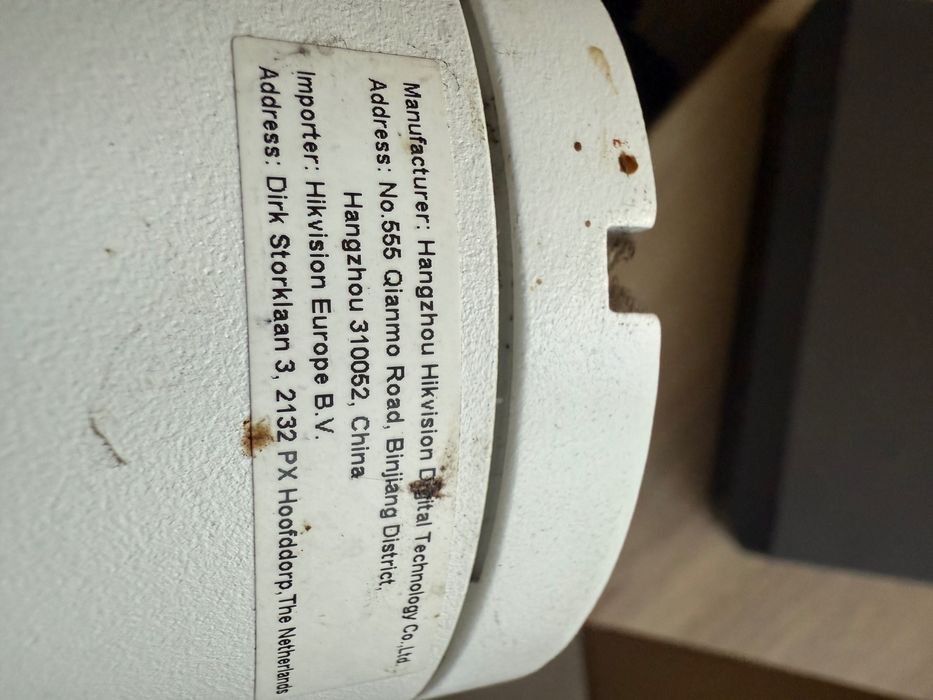 Manufacturer: Hangzhou Hikvision Digital Technology Co.,Ltd.
Address: No.555 Qianmo Road, Binjiang District,
Hangzhou 310052, China
Importer: Hikvision Europe B.V.
Address: Dirk Storklaan 3, 2132 PX Hoofddorp,The Netherlands